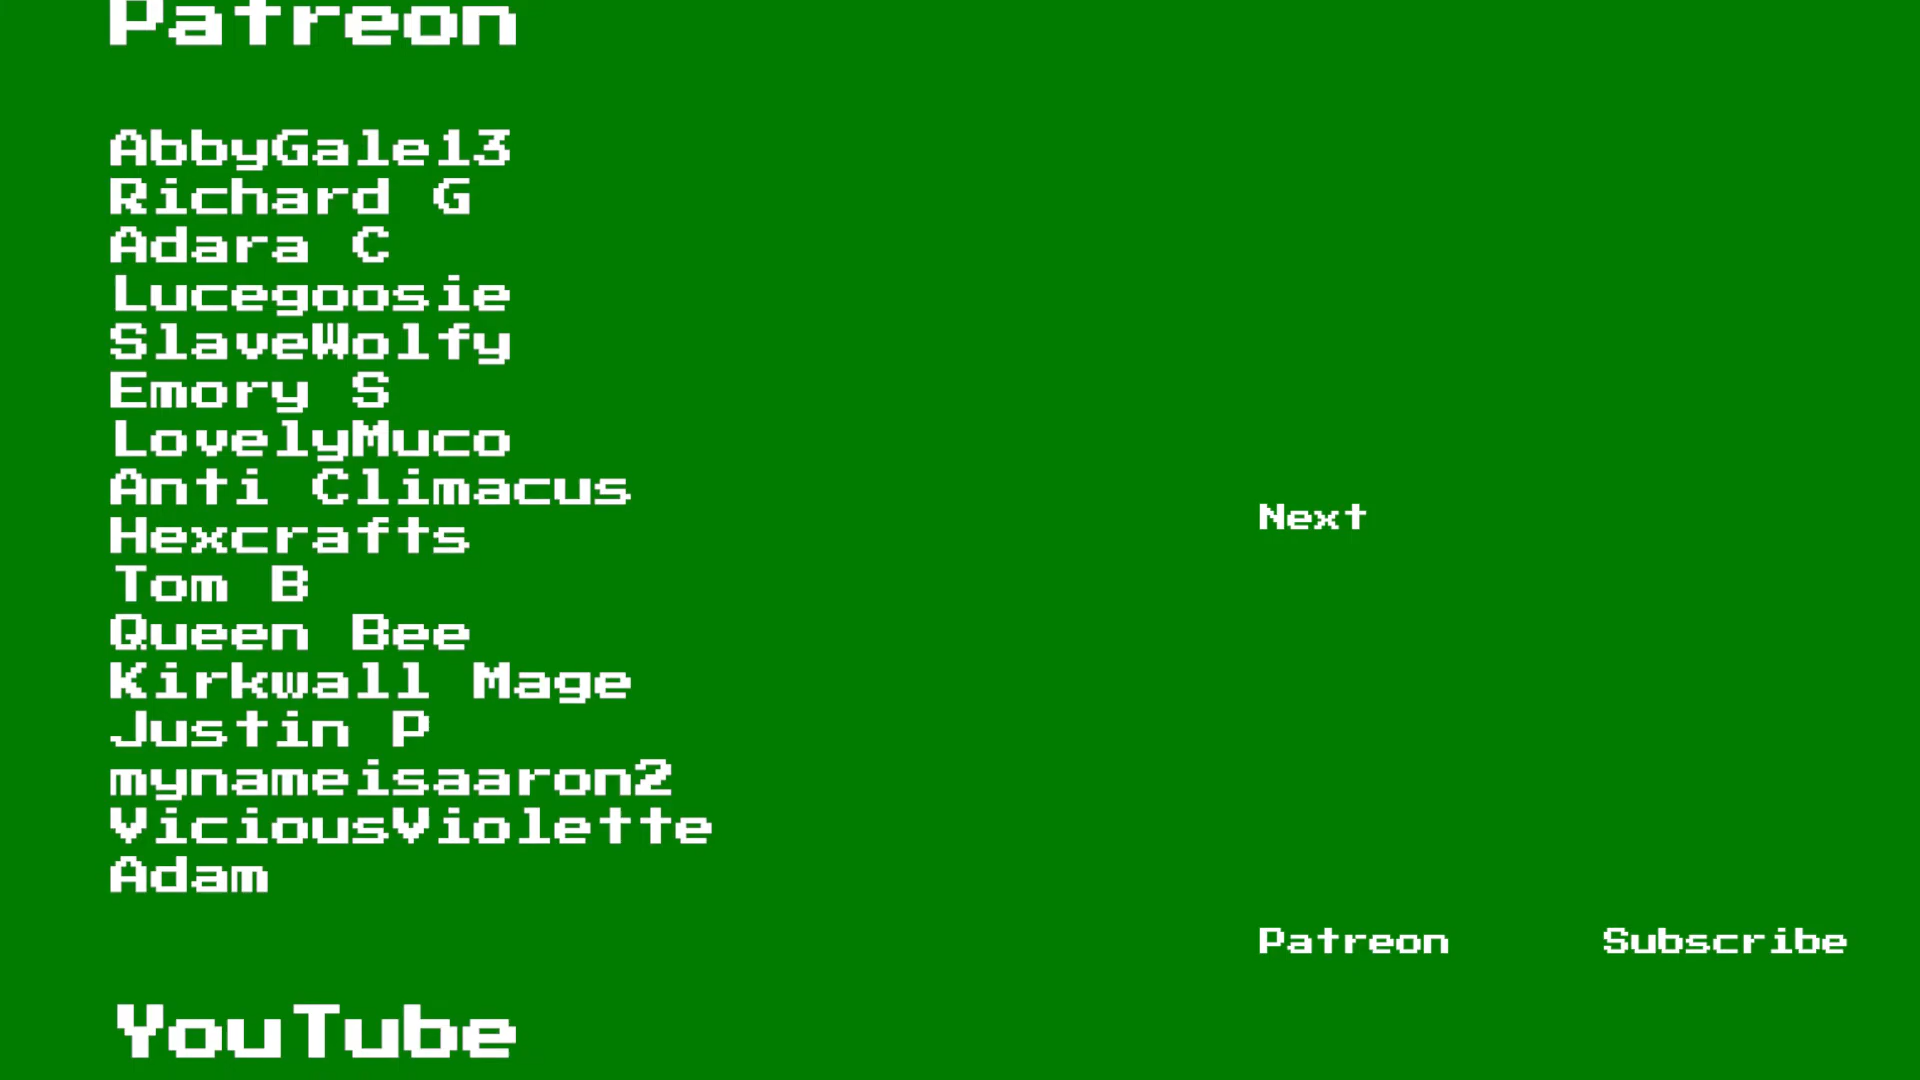 Patreon
AbbyGale13
Richard G
Adara C
Lucegoosie
SlaveWolfy
Emory S
LovelyMuco
Anti Climacus
Hexcrafts
Tom B
Queen Bee
Kirkwall Mage
Justin P
mynameisaaron2
ViciousViolette
Adam
YouTube
Next
Patreon
Subscribe